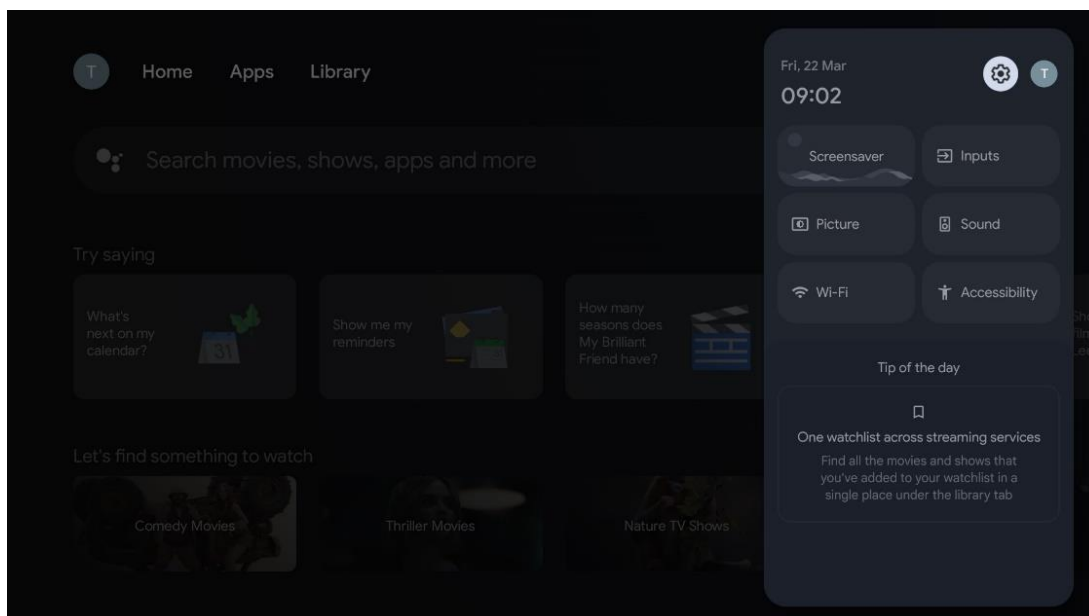 T
Home
Apps
Library
Search movies, shows, apps and more
Try saying
What's
next on my
calendar?
31
Show me my
reminders
How many
seasons does
My Brilliant
Friend have?
Let's find something to watch
Comedy Movies
Thriller Movies
Nature TV Shows
Fri, 22 Mar
09:02
T
Screensaver
Inputs
Picture
Sound
Wi-Fi
Accessibility
Tip of the day
One watchlist across streaming services
Find all the movies and shows that
you've added to your watchlist in a
single place under the library tab